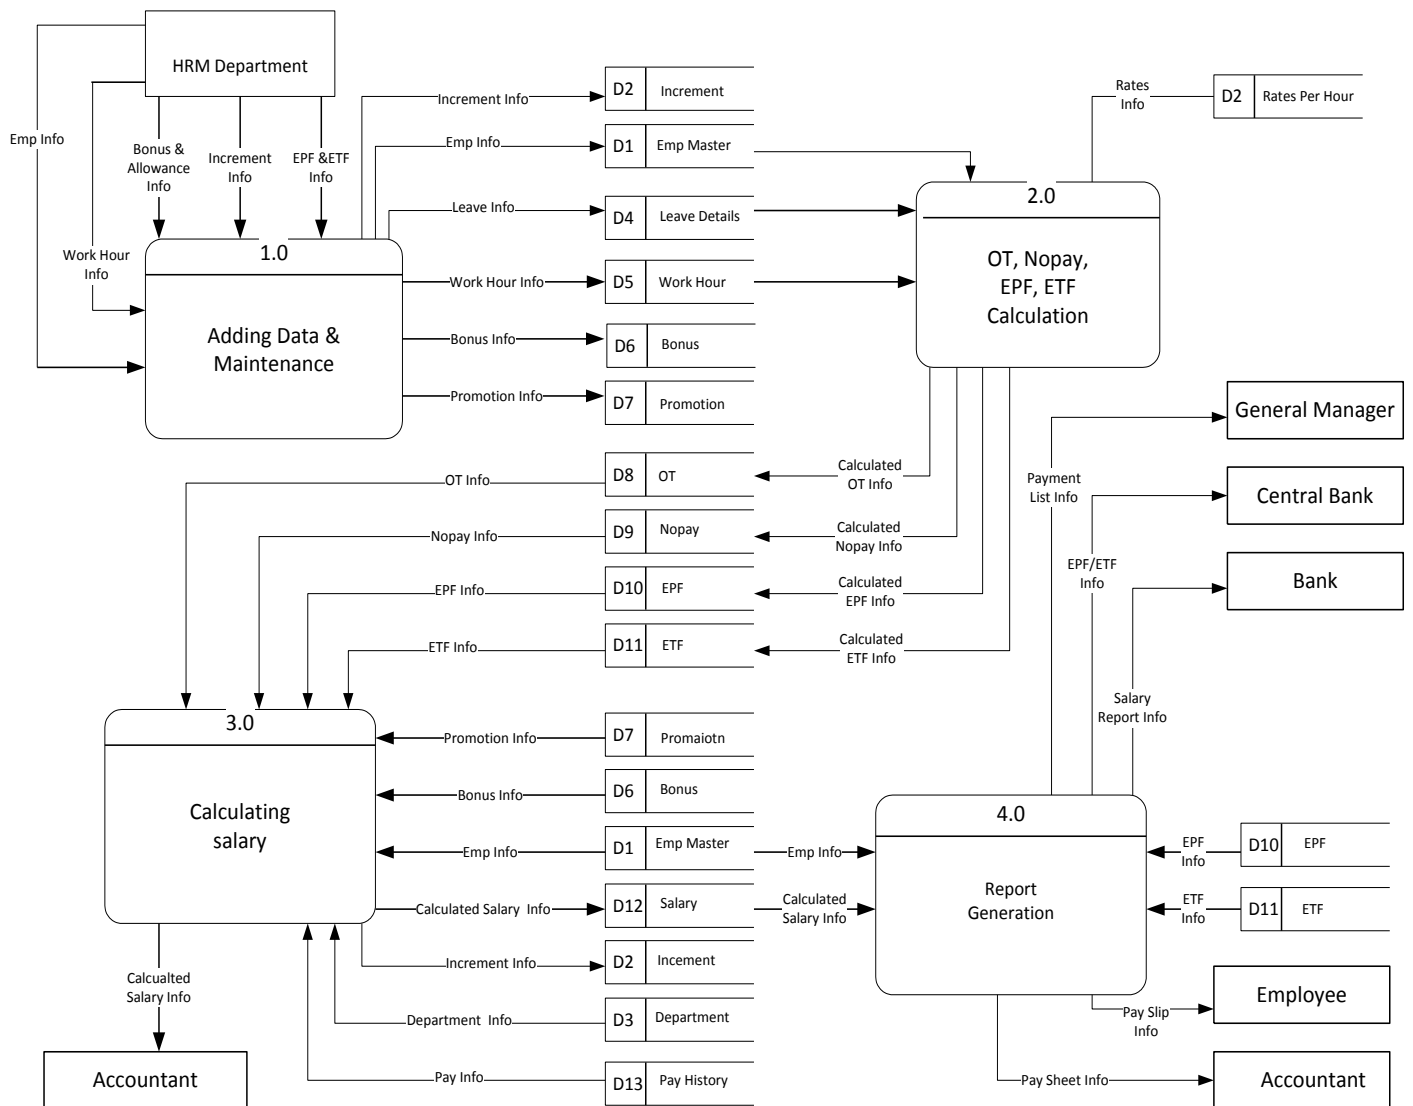 HRM Department
Emp Info
Bonus &
Allowance
Info
Increment
Info
EPF &ETF
Info
Work Hour
Info
1.0
Adding Data &
Maintenance
Increment Info
D2
Increment
Emp Info
D1
Emp Master
Leave Info
D4
Leave Details
Work Hour Info
D5
Work Hour
Bonus Info
D6
Bonus
Promotion Info
D7
Promotion
Rates
Info
D2
Rates Per Hour
2.0
OT, Nopay,
EPF, ETF
Calculation
OT Info
D8
OT
Calculated
OT Info
Nopay Info
D9
Nopay
Calculated
Nopay Info
EPF Info
D10
EPF
Calculated
EPF Info
ETF Info
D11
ETF
Calculated
ETF Info
Payment
List Info
General Manager
EPF/ETF
Info
Central Bank
Salary
Report Info
Bank
3.0
Calculating
salary
Promotion Info
D7
Promaiotn
Bonus Info
D6
Bonus
Emp Info
D1
Emp Master
Emp Info
Calculated Salary  Info
D12
Salary
Calculated
Salary Info
Increment Info
D2
Incement
Department  Info
D3
Department
Pay Info
D13
Pay History
Calcualted
Salary Info
Accountant
4.0
Report
Generation
EPF
Info
D10
EPF
ETF
Info
D11
ETF
Pay Slip
Info
Employee
Pay Sheet Info
Accountant